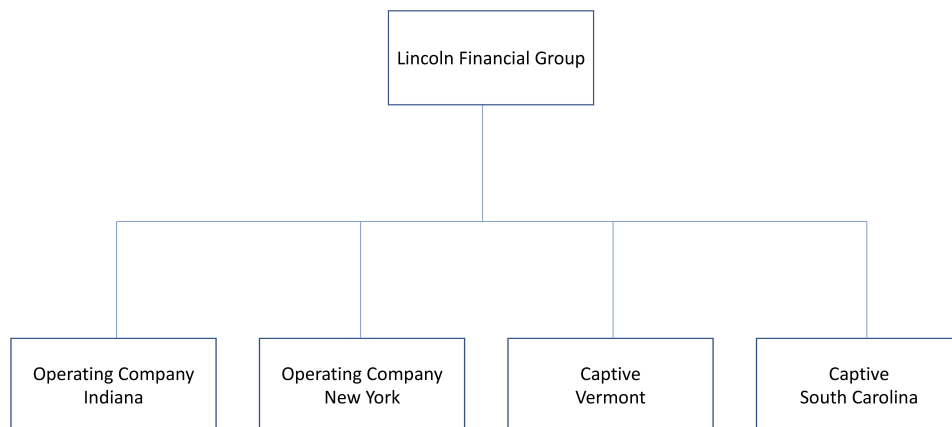 Lincoln Financial Group
Operating Company
Indiana
Operating Company
New York
Captive
Vermont
Captive
South Carolina